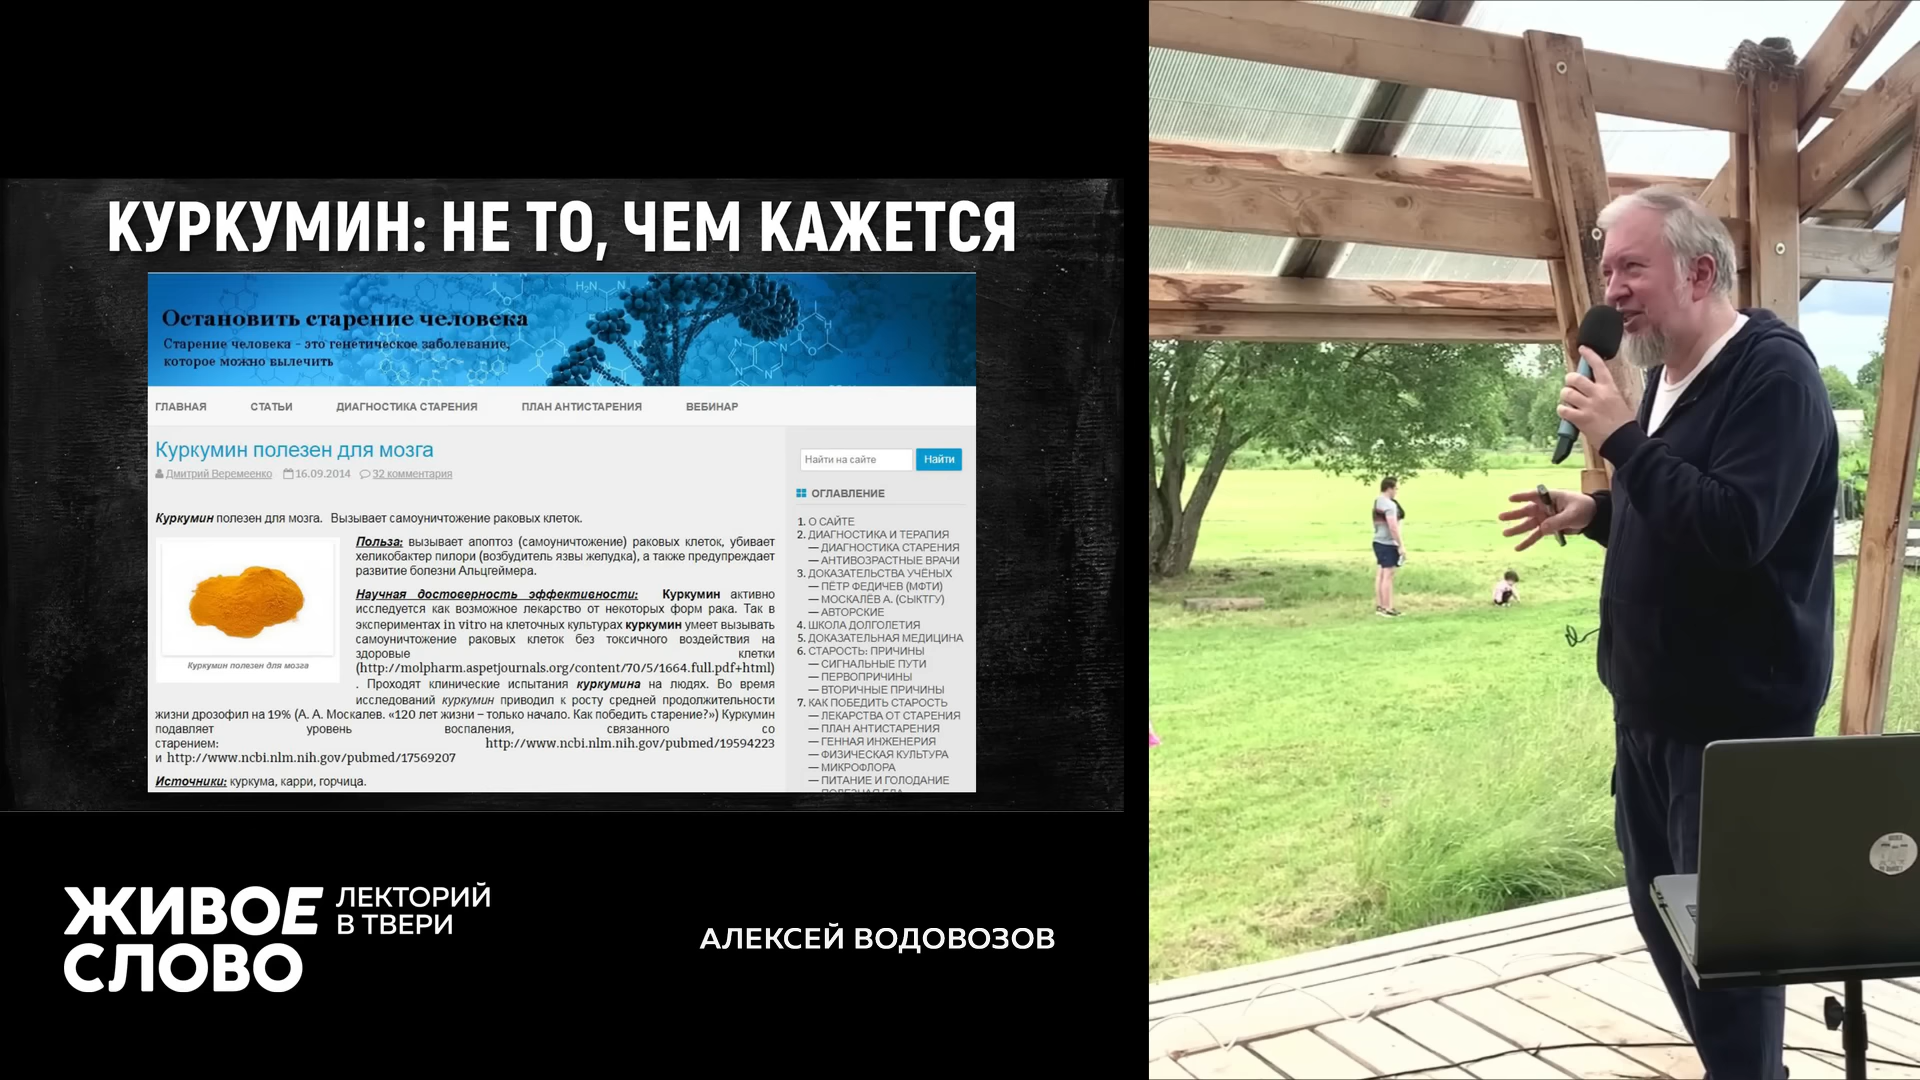 КУРКУМИН: НЕ ТО, ЧЕМ КАЖЕТСЯ
Остановить старение человека
Старение человека - это генетическое заболевание,
которое можно вылечить
ГЛАВНАЯ СТАТЬИ ДИАГНОСТИКА СТАРЕНИЯ ПЛАН АНТИСТАРЕНИЯ ВЕБИНАР
Куркумин полезен для мозга
Дмитрий Веремеенко 16.09.2014 32 комментария
Куркумин полезен для мозга. Вызывает самоуничтожение раковых клеток.
Куркумин полезен для мозга
Польза: вызывает апоптоз (самоуничтожение) раковых клеток, убивает
хеликобактер пилори (возбудитель язвы желудка), а также предупреждает
развитие болезни Альцгеймера.
Научная достоверность эффективности: Куркумин активно
исследуется как возможное лекарство от некоторых форм рака. Так в
экспериментах in vitro на клеточных культурах куркумин умеет вызывать
самоуничтожение раковых клеток без токсичного воздействия на
здоровые клетки
(http://molpharm.aspetjournals.org/content/70/5/1664.full.pdf+html)
. Проходят клинические испытания куркумина на людях. Во время
исследований куркумин приводил к росту средней продолжительности
жизни дрозофил на 19% (А. А. Москалев. «120 лет жизни – только начало. Как победить старение?») Куркумин
подавляет уровень воспаления, связанного со
старением: http://www.ncbi.nlm.nih.gov/pubmed/19594223
и http://www.ncbi.nlm.nih.gov/pubmed/17569207
Источники: куркума, карри, горчица.
Найти на сайте Найти
ОГЛАВЛЕНИЕ
1. О САЙТЕ
2. ДИАГНОСТИКА И ТЕРАПИЯ
— ДИАГНОСТИКА СТАРЕНИЯ
— АНТИВОЗРАСТНЫЕ ВРАЧИ
3. ДОКАЗАТЕЛЬСТВА УЧЁНЫХ
— ПЁТР ФЕДИЧЕВ (МФТИ)
— МОСКАЛЁВ А. (СЫКТГУ)
— АВТОРСКИЕ
4. ШКОЛА ДОЛГОЛЕТИЯ
5. ДОКАЗАТЕЛЬНАЯ МЕДИЦИНА
6. СТАРОСТЬ: ПРИЧИНЫ
— СИГНАЛЬНЫЕ ПУТИ
— ПЕРВОПРИЧИНЫ
— ВТОРИЧНЫЕ ПРИЧИНЫ
7. КАК ПОБЕДИТЬ СТАРОСТЬ
— ЛЕКАРСТВА ОТ СТАРЕНИЯ
— ПЛАН АНТИСТАРЕНИЯ
— ГЕННАЯ ИНЖЕНЕРИЯ
— ФИЗИЧЕСКАЯ КУЛЬТУРА
— МИКРОФЛОРА
— ПИТАНИЕ И ГОЛОДАНИЕ
ЖИВОЕ
СЛОВО
ЛЕКТОРИЙ
В ТВЕРИ
АЛЕКСЕЙ ВОДОВОЗОВ